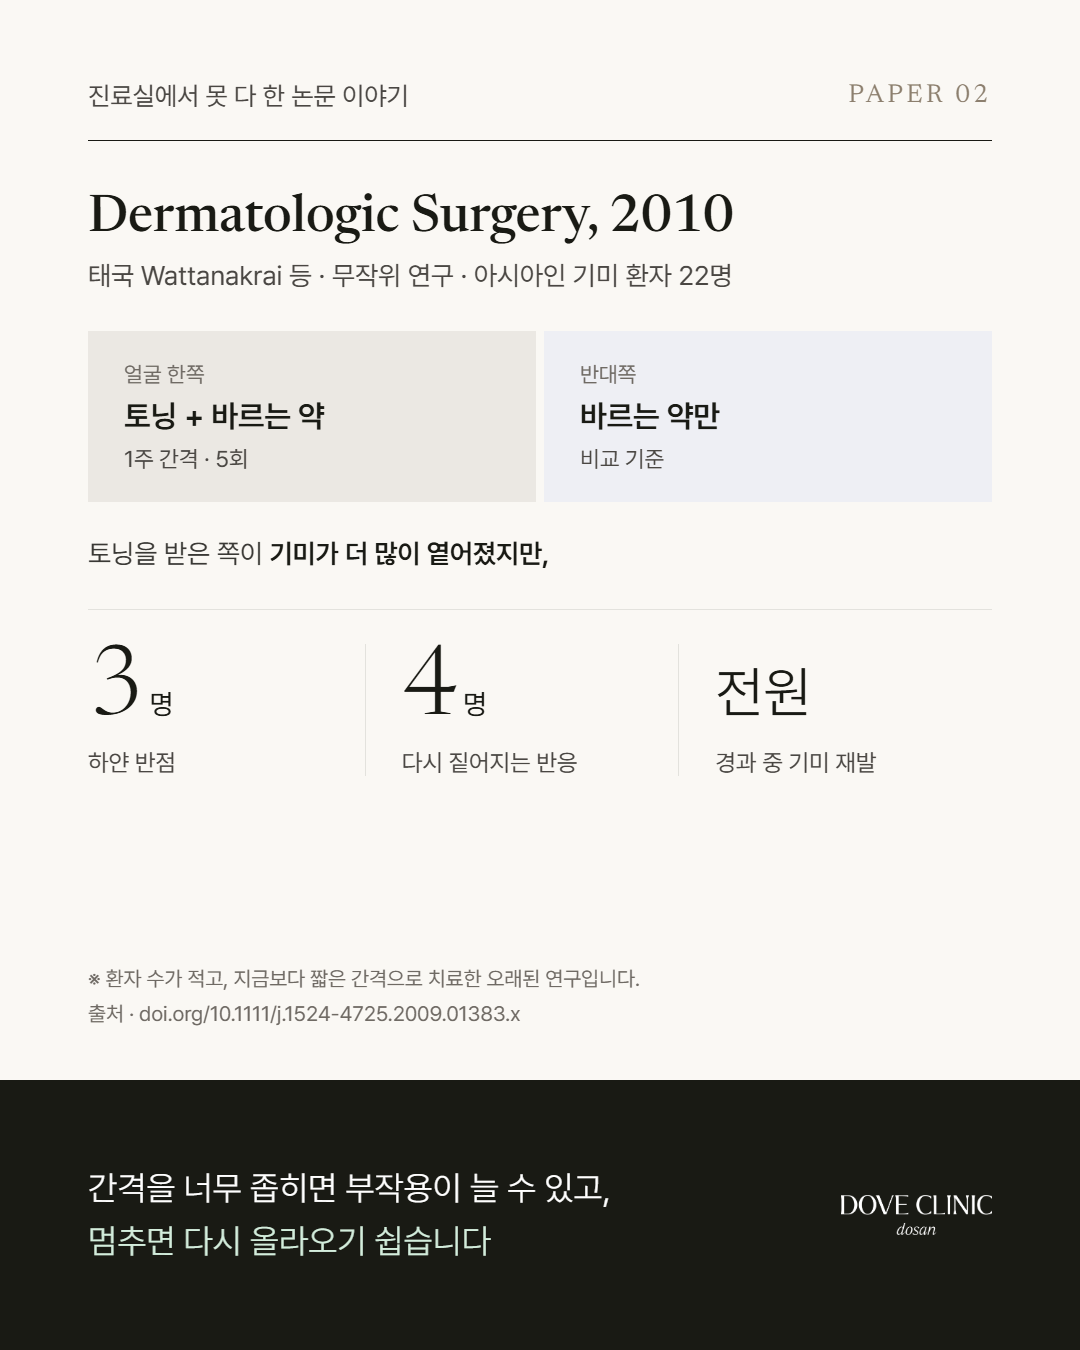 진료실에서 못 다 한 논문 이야기
PAPER 02
Dermatologic Surgery, 2010
태국 Wattanakrai 등 · 무작위 연구 · 아시아인 기미 환자 22명
얼굴 한쪽
토닝 + 바르는 약
1주 간격 · 5회
반대쪽
바르는 약만
비교 기준
토닝을 받은 쪽이 기미가 더 많이 옅어졌지만,
3명
하얀 반점
4명
다시 짙어지는 반응
전원
경과 중 기미 재발
※ 환자 수가 적고, 지금보다 짧은 간격으로 치료한 오래된 연구입니다.
출처 · doi.org/10.1111/j.1524-4725.2009.01383.x
간격을 너무 좁히면 부작용이 늘 수 있고,
멈추면 다시 올라오기 쉽습니다
DOVE CLINIC
dosan